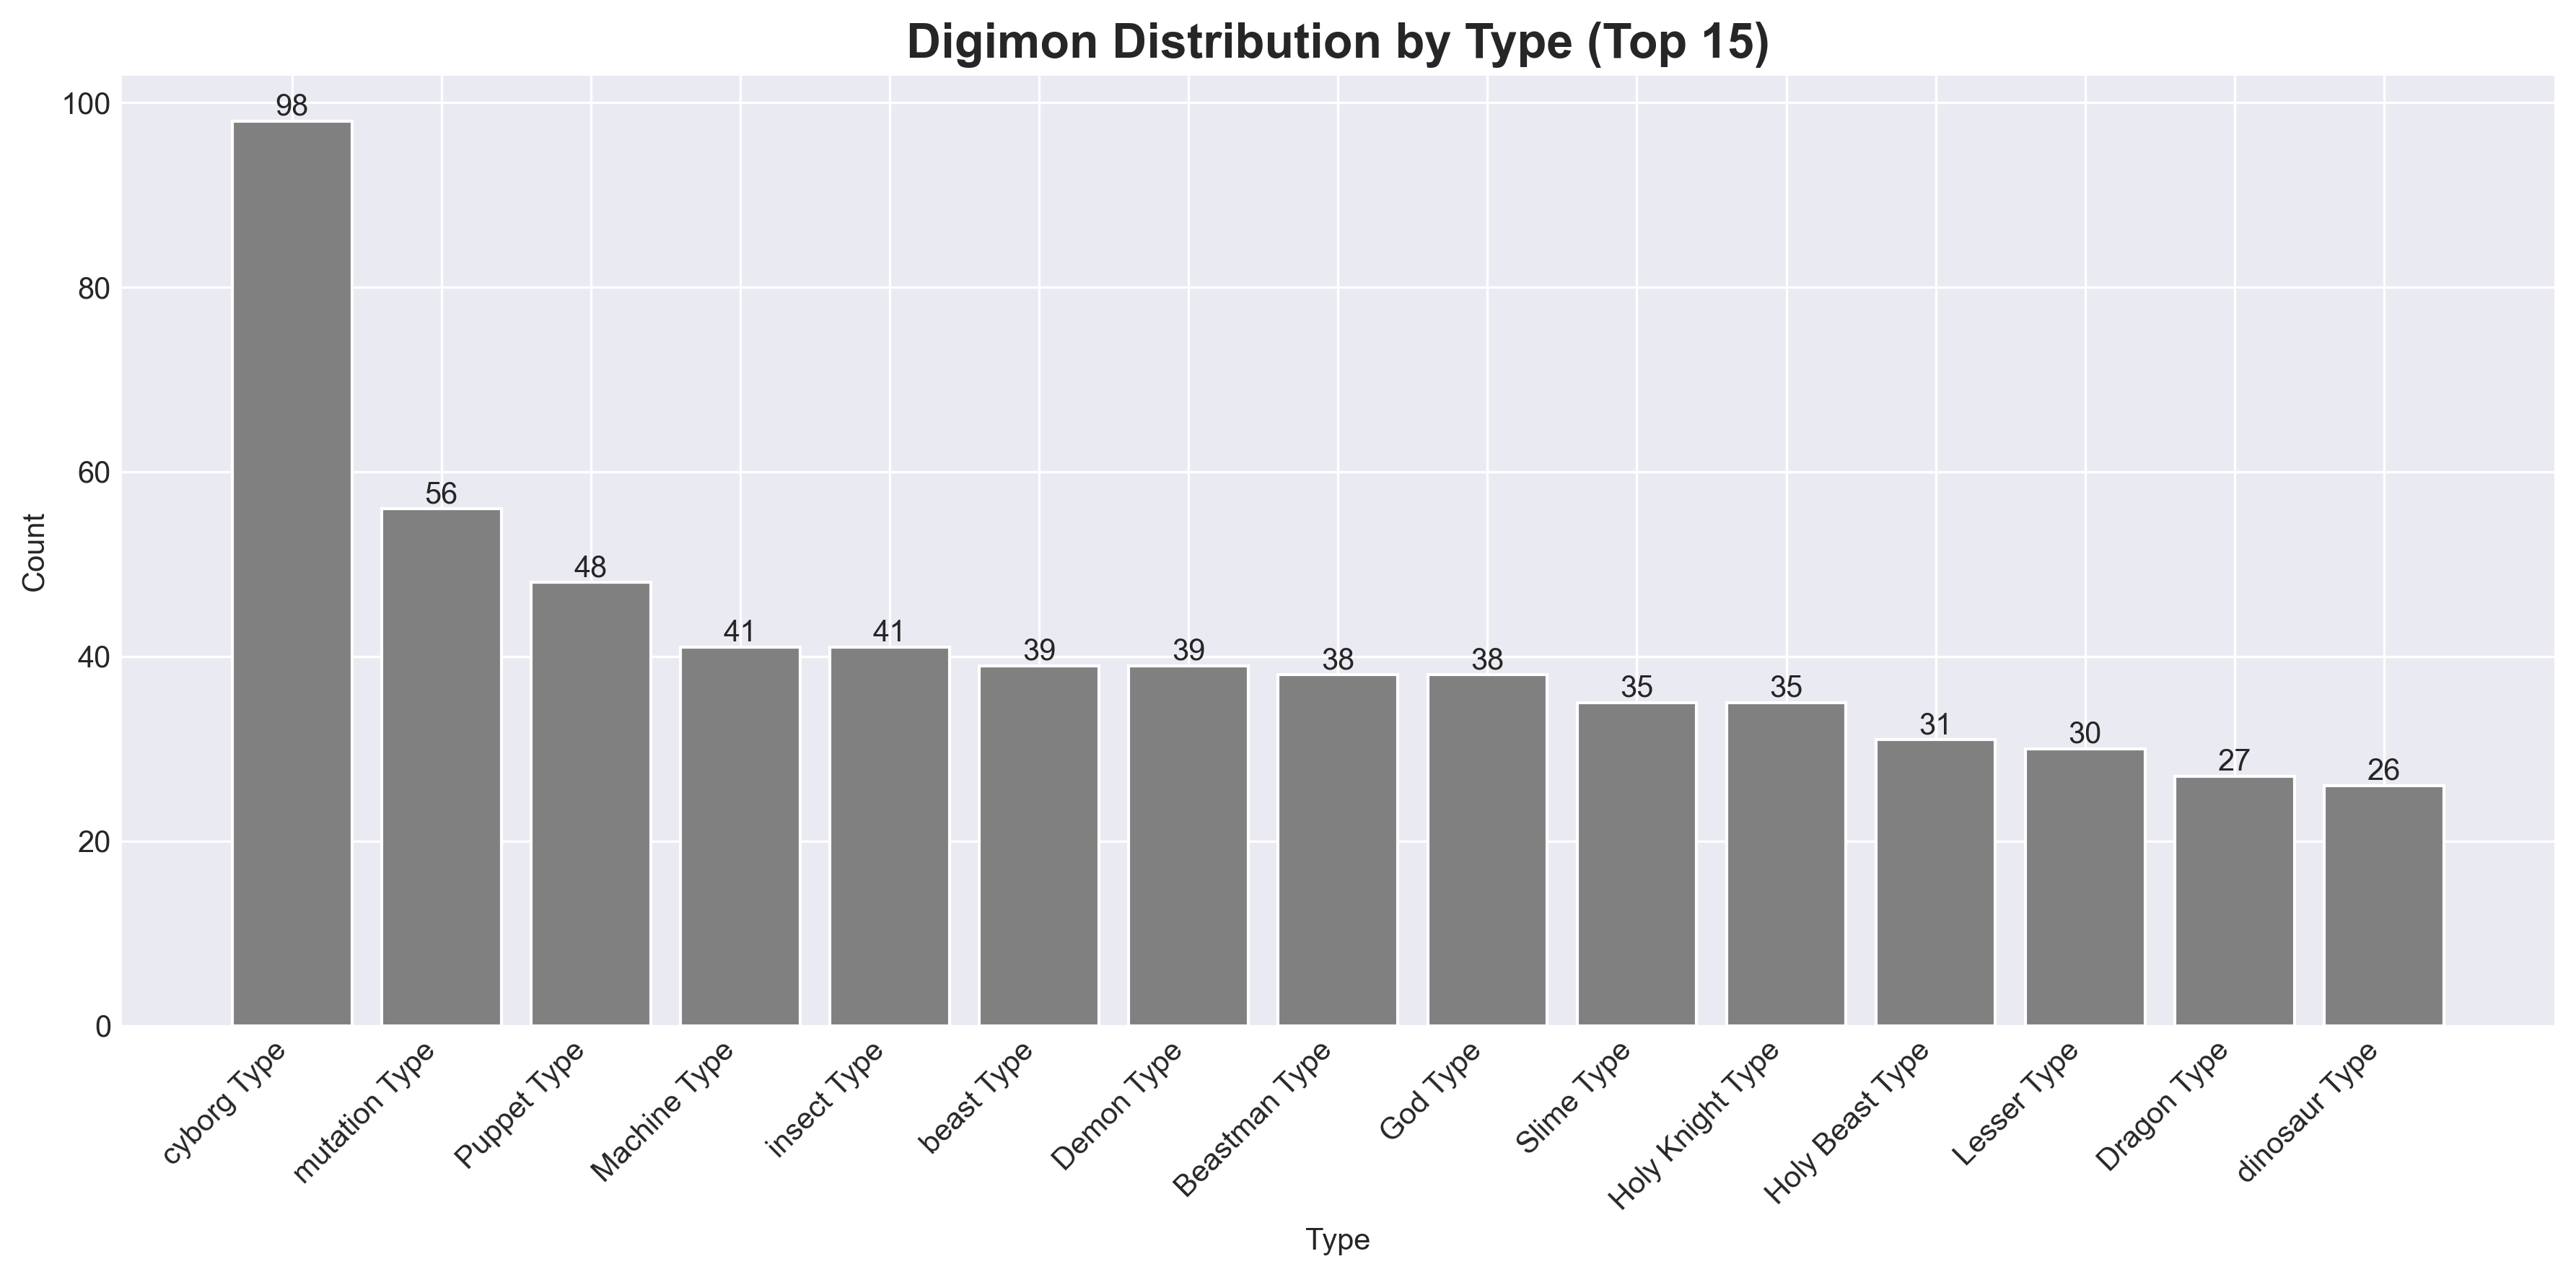 Digimon Distribution by Type (Top 15)
100
80
60
40
20
0
Count
98
56
48
41
41
39
39
38
38
35
35
31
30
27
26
cyborg Type
mutation Type
Puppet Type
Machine Type
insect Type
beast Type
Demon Type
Beastman Type
God Type
Slime Type
Holy Knight Type
Holy Beast Type
Lesser Type
Dragon Type
dinosaur Type
Type